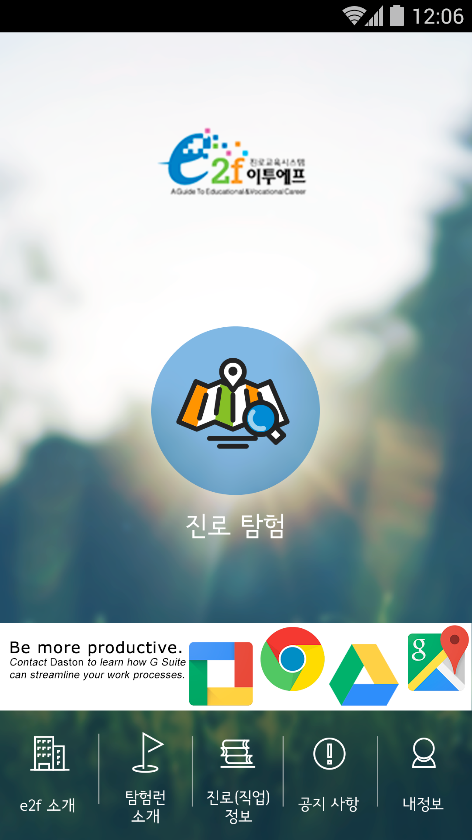 12:06
e2f
진로교육시스템
이투에프
A Guide To Educational & Vocational Career
진로 탐험
Be more productive.
Contact Daston to learn how G Suite
can streamline your work processes.
g
e2f 소개
탐험런
소개
진로(직업)
정보
공지 사항
내정보